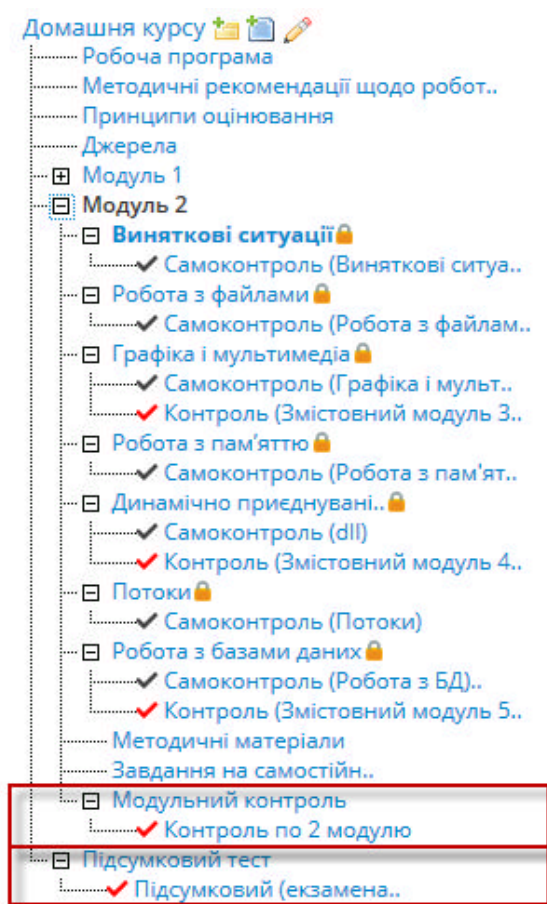 Домашня курсу
Робоча програма
Методичні рекомендації щодо робот..
Принципи оцінювання
Джерела
Модуль 1
Модуль 2
Виняткові ситуації
Самоконтроль (Виняткові ситуа..
Робота з файлами
Самоконтроль (Робота з файлам..
Графіка і мультимедіа
Самоконтроль (Графіка і мульт..
Контроль (Змістовний модуль 3..
Робота з пам'яттю
Самоконтроль (Робота з пам'ят..
Динамічно приєднувані..
Самоконтроль (dll)
Контроль (Змістовний модуль 4..
Потоки
Самоконтроль (Потоки)
Робота з базами даних
Самоконтроль (Робота з БД)..
Контроль (Змістовний модуль 5..
Методичні матеріали
Завдання на самостійн..
Модульний контроль
Контроль по 2 модулю
Підсумковий тест
Підсумковий (екзамена..